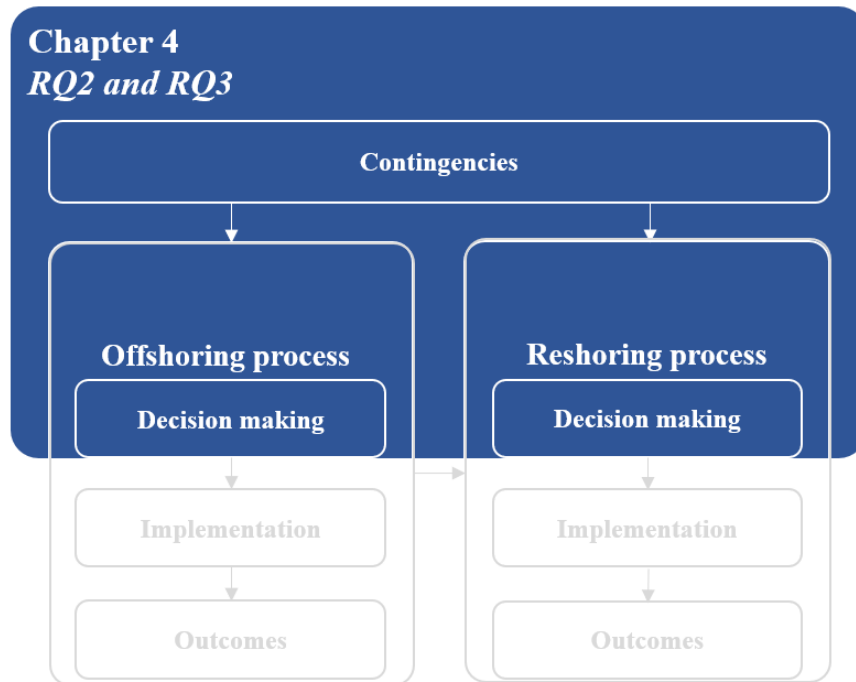 Chapter 4
RQ2 and RQ3
Contingencies
Offshoring process
Decision making
Implementation
Outcomes
Reshoring process
Decision making
Implementation
Outcomes